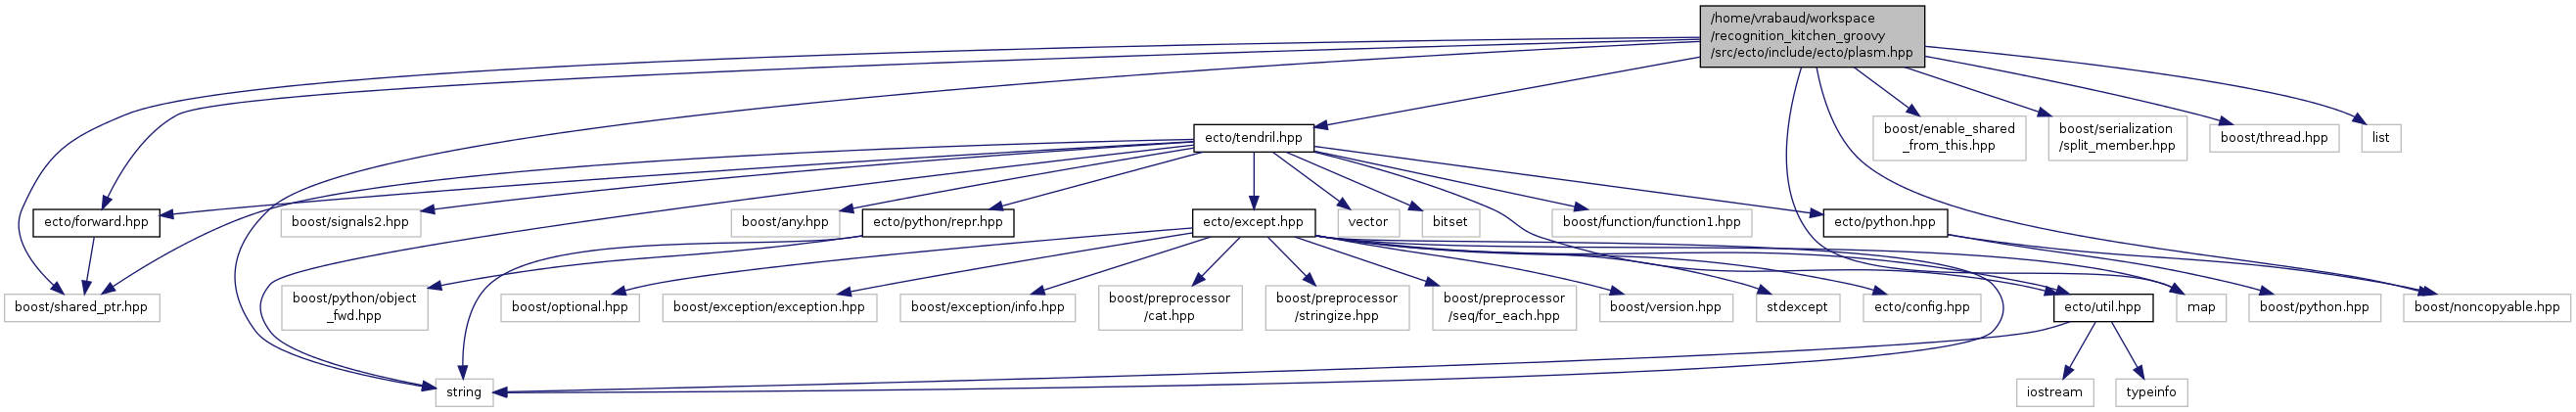 /home/vrabaud/workspace
/recognition_kitchen_groovy
/src/ecto/include/ecto/plasm.hpp
ecto/tendril.hpp
boost/enable_shared
_from_this.hpp
boost/serialization
/split_member.hpp
boost/thread.hpp
list
ecto/forward.hpp
boost/signals2.hpp
boost/any.hpp
ecto/python/repr.hpp
ecto/except.hpp
vector
bitset
boost/function/function1.hpp
ecto/python.hpp
boost/shared_ptr.hpp
boost/python/object
_fwd.hpp
boost/optional.hpp
boost/exception/exception.hpp
boost/exception/info.hpp
boost/preprocessor
/cat.hpp
boost/preprocessor
/stringize.hpp
boost/preprocessor
/seq/for_each.hpp
boost/version.hpp
stdexcept
ecto/config.hpp
ecto/util.hpp
map
boost/python.hpp
boost/noncopyable.hpp
string
iostream
typeinfo